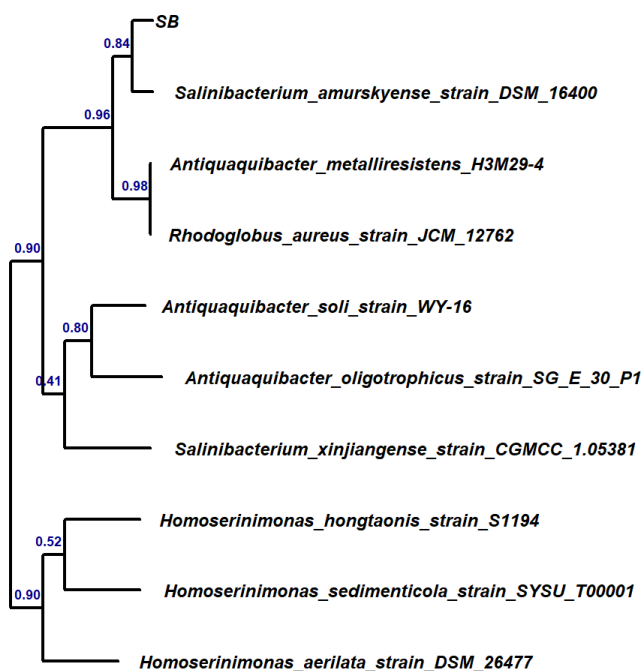 SB
0.84
Salinibacterium_amurskyense_strain_DSM_16400
0.96
Antiquaquibacter_metalliresistens_H3M29-4
0.98
Rhodoglobus_aureus_strain_JCM_12762
0.90
Antiquaquibacter_soli_strain_WY-16
0.80
Antiquaquibacter_oligotrophicus_strain_SG_E_30_P1
0.41
Salinibacterium_xinjiangense_strain_CGMCC_1.05381
Homoserinimonas_hongtaonis_strain_S1194
0.52
Homoserinimonas_sedimenticola_strain_SYSU_T00001
0.90
Homoserinimonas_aerilata_strain_DSM_26477